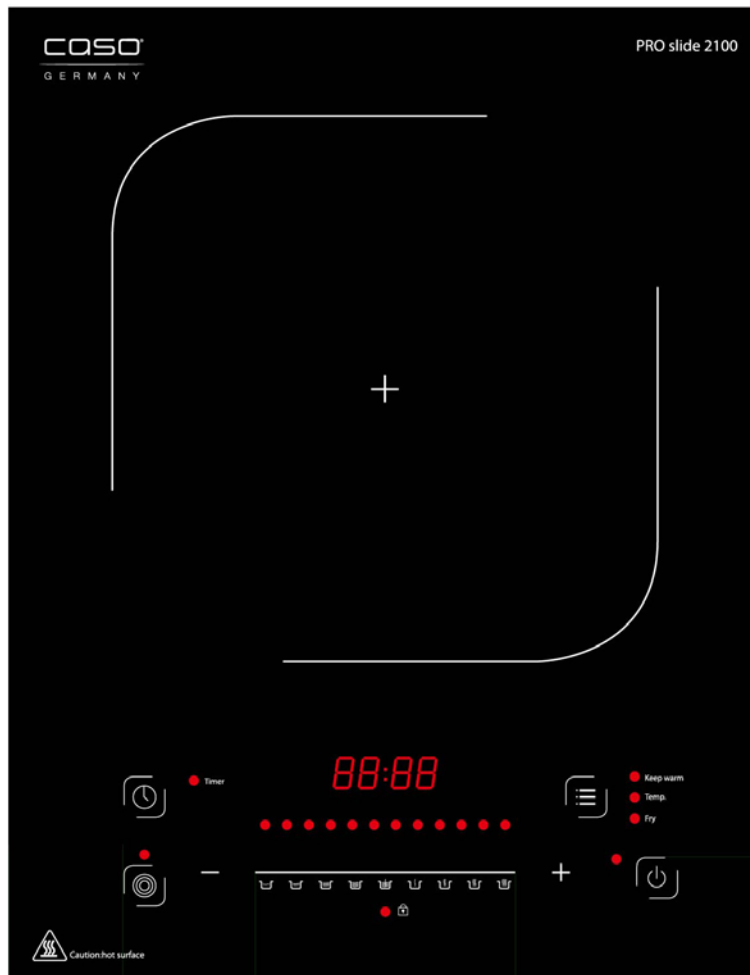 caso®
GERMANY
PRO slide 2100
88:88
Timer
Keep warm
Temp.
Fry
Caution:hot surface